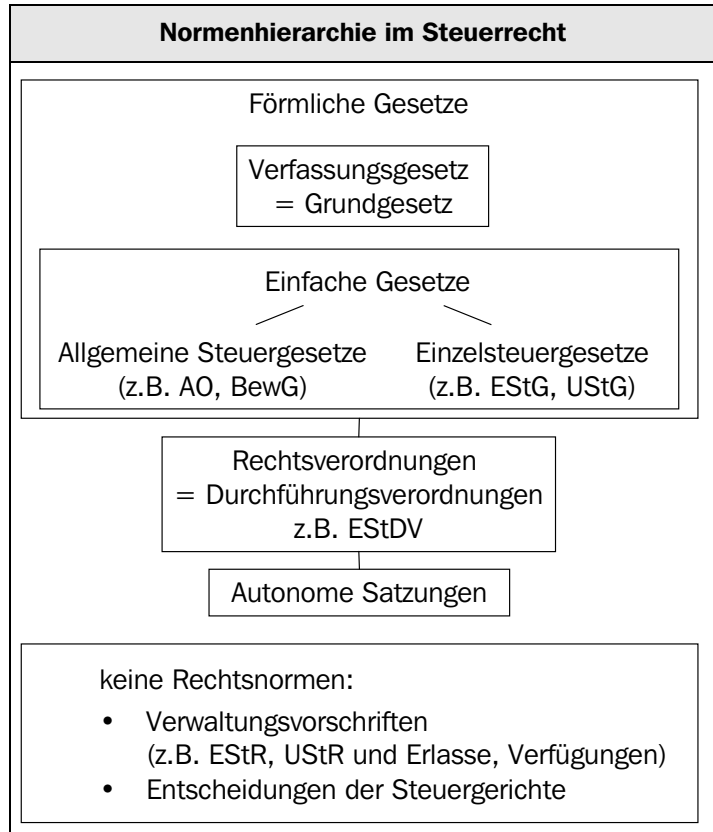 Normenhierarchie im Steuerrecht
Förmliche Gesetze
Verfassungsgesetz
= Grundgesetz
Einfache Gesetze
Allgemeine Steuergesetze
(z.B. AO, BewG)
Einzelsteuergesetze
(z.B. EStG, UStG)
Rechtsverordnungen
= Durchführungsverordnungen
z.B. EStDV
Autonome Satzungen
keine Rechtsnormen:
• Verwaltungsvorschriften
(z.B. EStR, UStR und Erlasse, Verfügungen)
• Entscheidungen der Steuergerichte